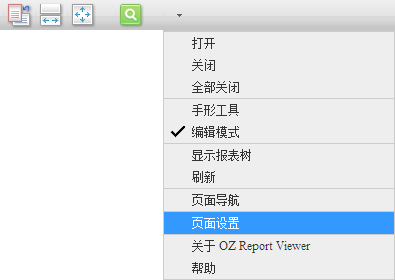 打开
关闭
全部关闭
手形工具
编辑模式
显示报表树
刷新
页面导航
页面设置
关于 OZ Report Viewer
帮助